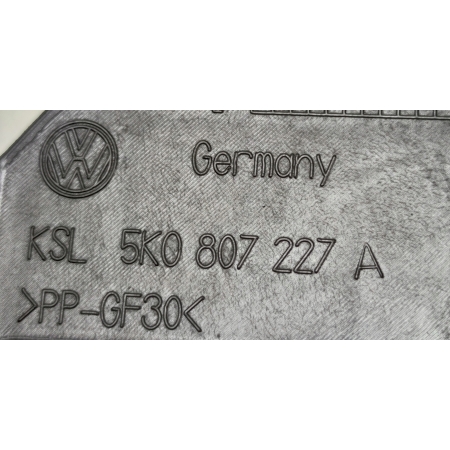 Germany
KSL 5K0 807 227 A
>PP-GF30<